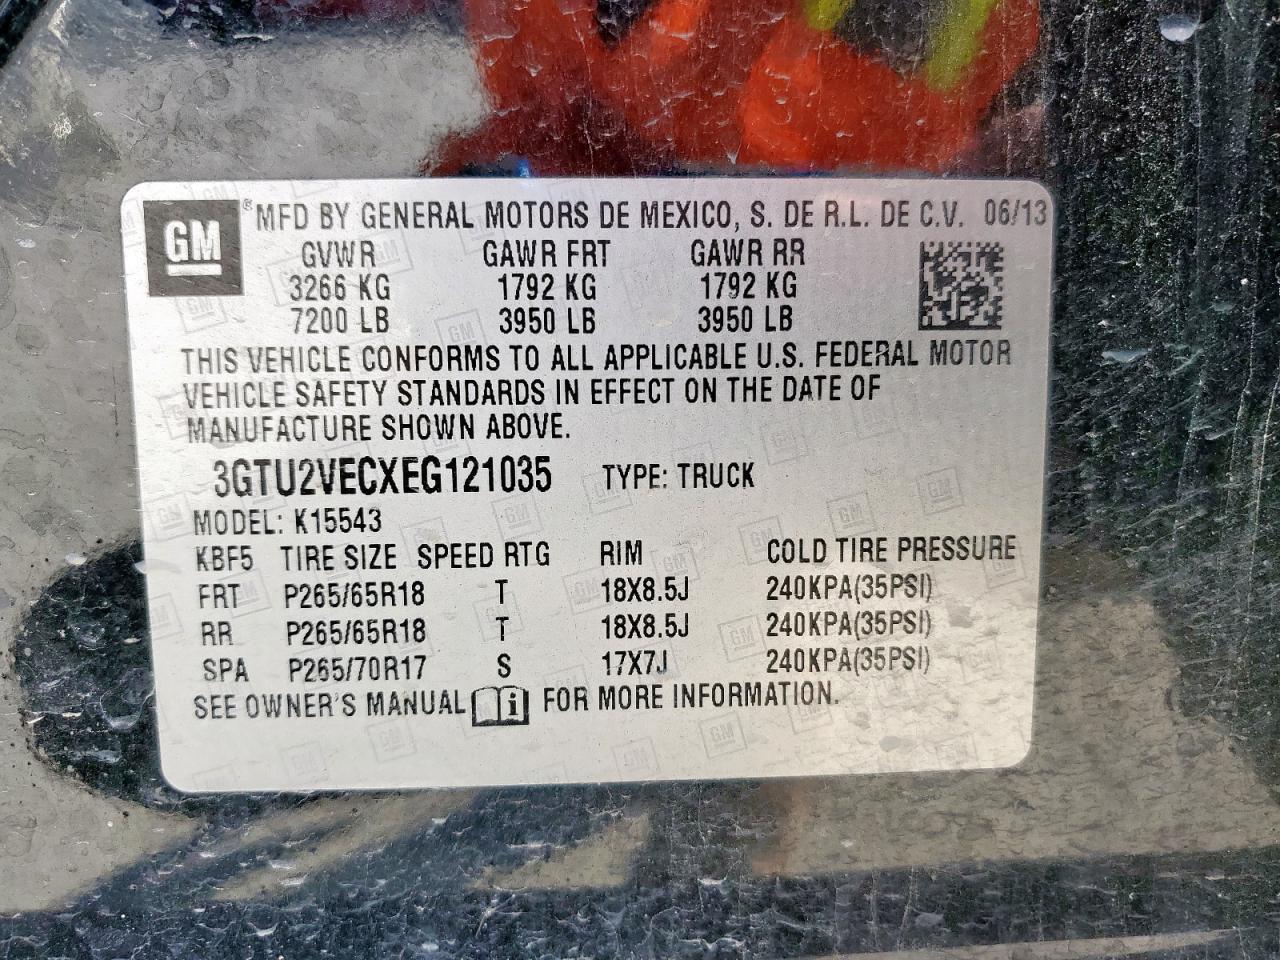 GM ® MFD BY GENERAL MOTORS DE MEXICO, S. DE R.L. DE C.V. 06/13
GVWR GAWR FRT GAWR RR
3266 KG 1792 KG 1792 KG
7200 LB 3950 LB 3950 LB
THIS VEHICLE CONFORMS TO ALL APPLICABLE U.S. FEDERAL MOTOR
VEHICLE SAFETY STANDARDS IN EFFECT ON THE DATE OF
MANUFACTURE SHOWN ABOVE.
3GTU2VECXEG121035 TYPE: TRUCK
MODEL: K15543
KBF5 TIRE SIZE SPEED RTG RIM COLD TIRE PRESSURE
FRT P265/65R18 T 18X8.5J 240KPA(35PSI)
RR P265/65R18 T 18X8.5J 240KPA(35PSI)
SPA P265/70R17 S 17X7J 240KPA(35PSI)
SEE OWNER'S MANUAL i FOR MORE INFORMATION.